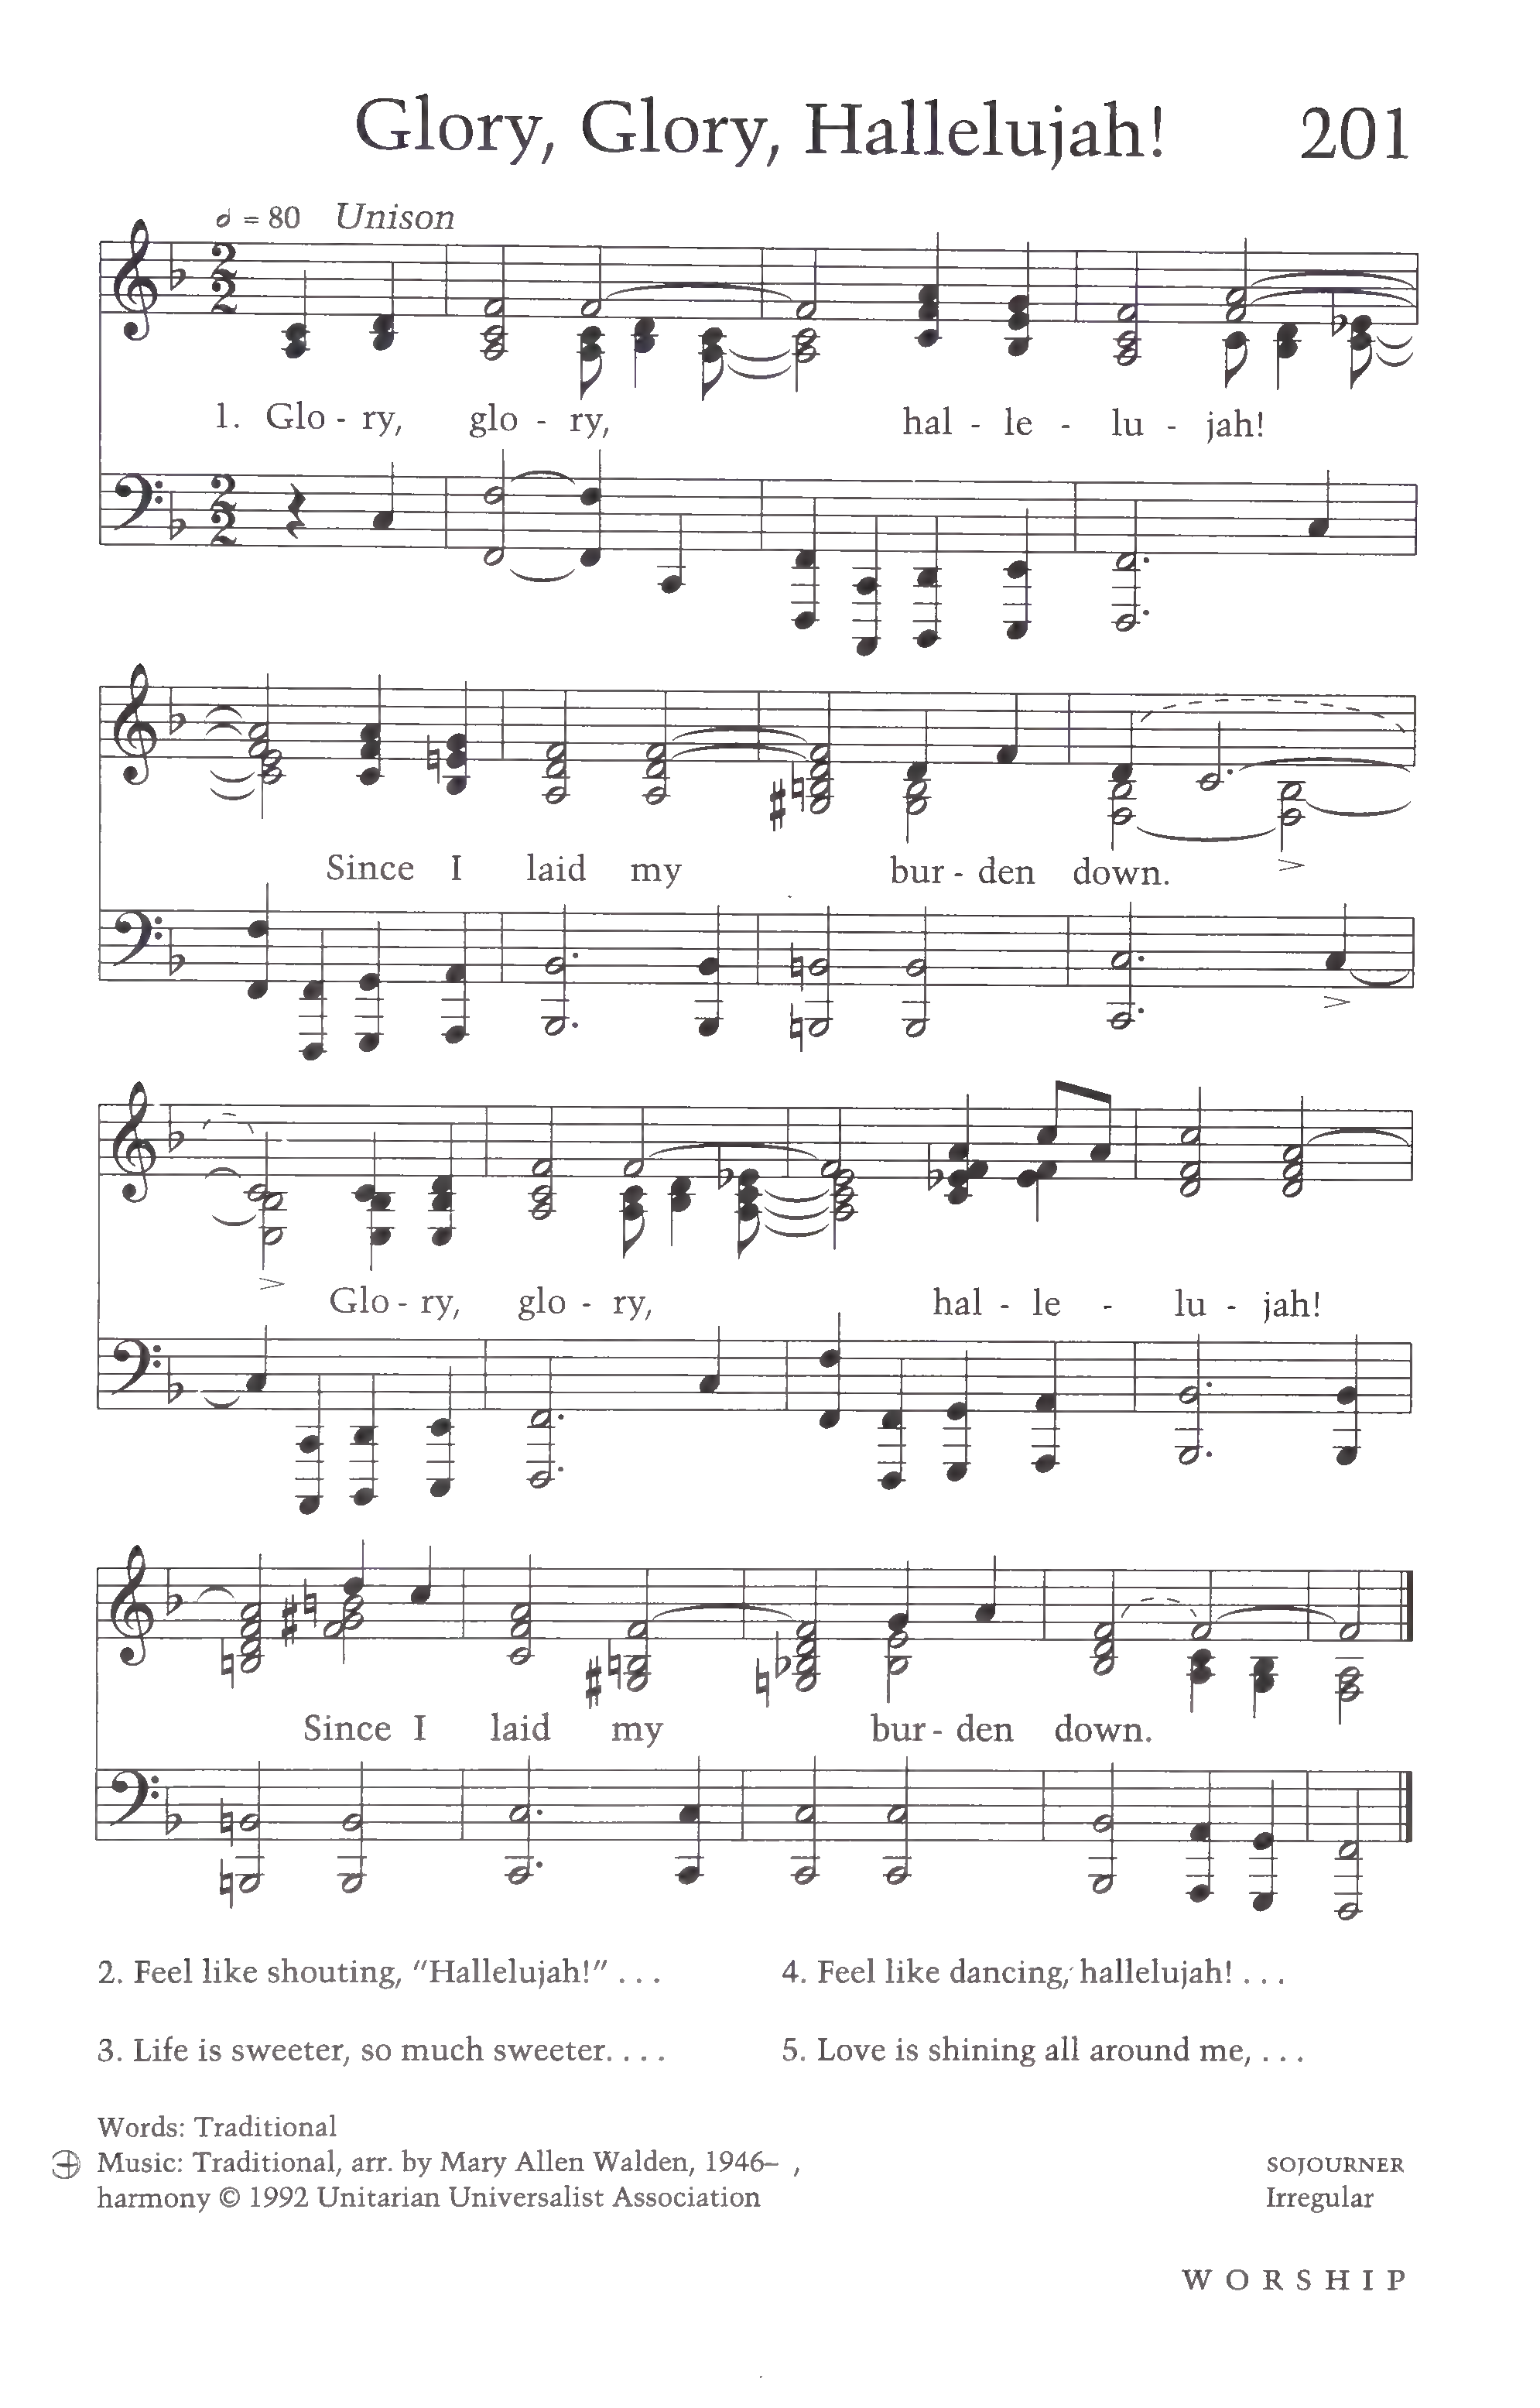 Glory, Glory, Hallelujah! 201
= 80 Unison
1. Glo - ry, glo - ry, hal - le - lu - jah!
Since I laid my bur - den down.
Glo - ry, glo - ry, hal - le - lu - jah!
Since I laid my bur - den down.
2. Feel like shouting, "Hallelujah!" . . .
3. Life is sweeter, so much sweeter. . . .
4. Feel like dancing, hallelujah! . . .
5. Love is shining all around me, . . .
Words: Traditional
Music: Traditional, arr. by Mary Allen Walden, 1946– ,
harmony © 1992 Unitarian Universalist Association
SOJOURNER
Irregular
WORSHIP